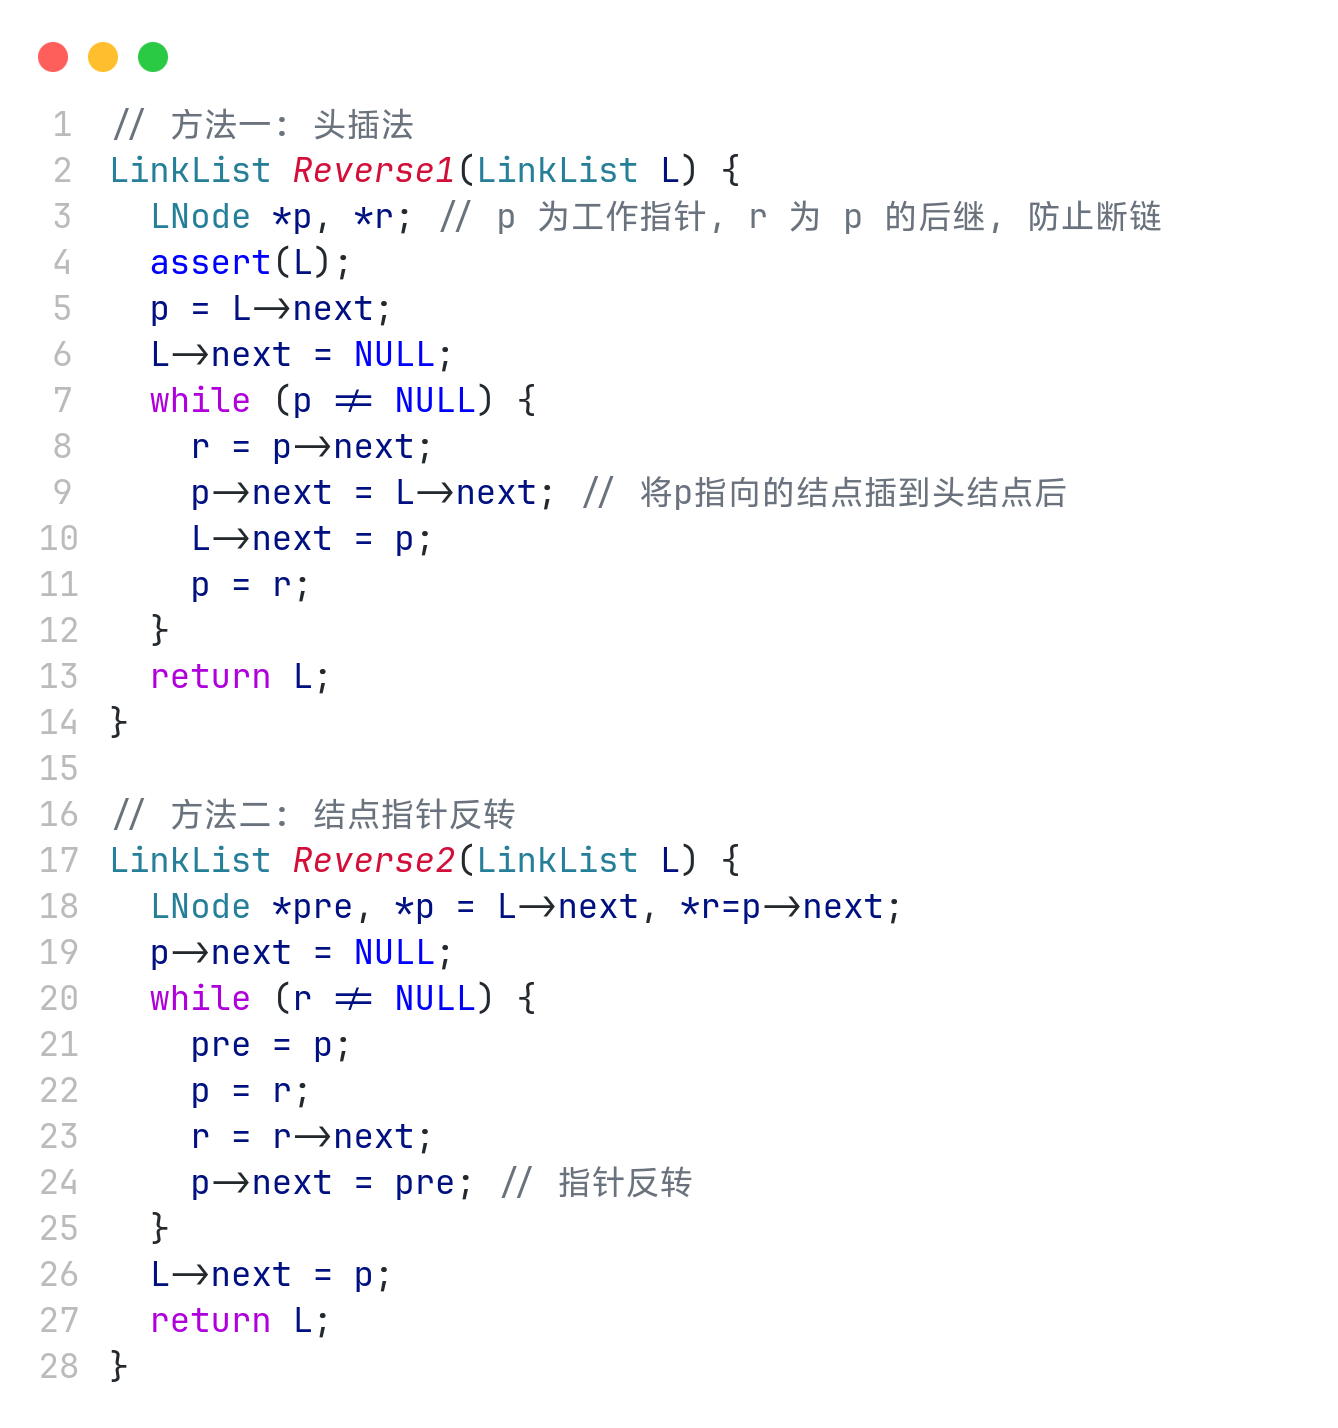 1 // 方法一: 头插法
2 LinkList Reverse1(LinkList L) {
3   LNode *p, *r; // p 为工作指针, r 为 p 的后继, 防止断链
4   assert(L);
5   p = L->next;
6   L->next = NULL;
7   while (p != NULL) {
8     r = p->next;
9     p->next = L->next; // 将p指向的结点插到头结点后
10     L->next = p;
11     p = r;
12   }
13   return L;
14 }
15
16 // 方法二: 结点指针反转
17 LinkList Reverse2(LinkList L) {
18   LNode *pre, *p = L->next, *r=p->next;
19   p->next = NULL;
20   while (r != NULL) {
21     pre = p;
22     p = r;
23     r = r->next;
24     p->next = pre; // 指针反转
25   }
26   L->next = p;
27   return L;
28 }